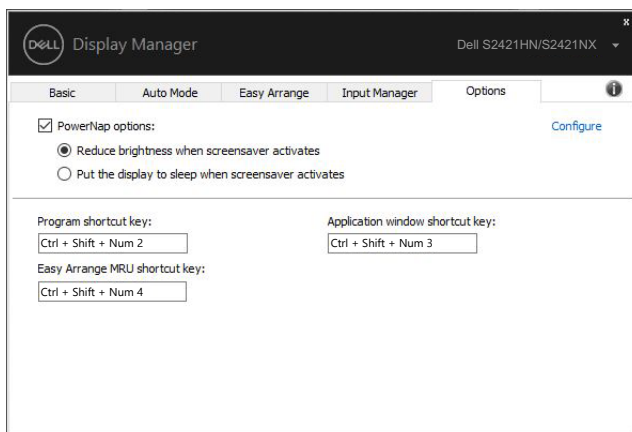 x
DELL Display Manager Dell S2421HN/S2421NX
Basic Auto Mode Easy Arrange Input Manager Options
PowerNap options: Configure
Reduce brightness when screensaver activates
Put the display to sleep when screensaver activates
Program shortcut key: Application window shortcut key:
Ctrl + Shift + Num 2 Ctrl + Shift + Num 3
Easy Arrange MRU shortcut key:
Ctrl + Shift + Num 4